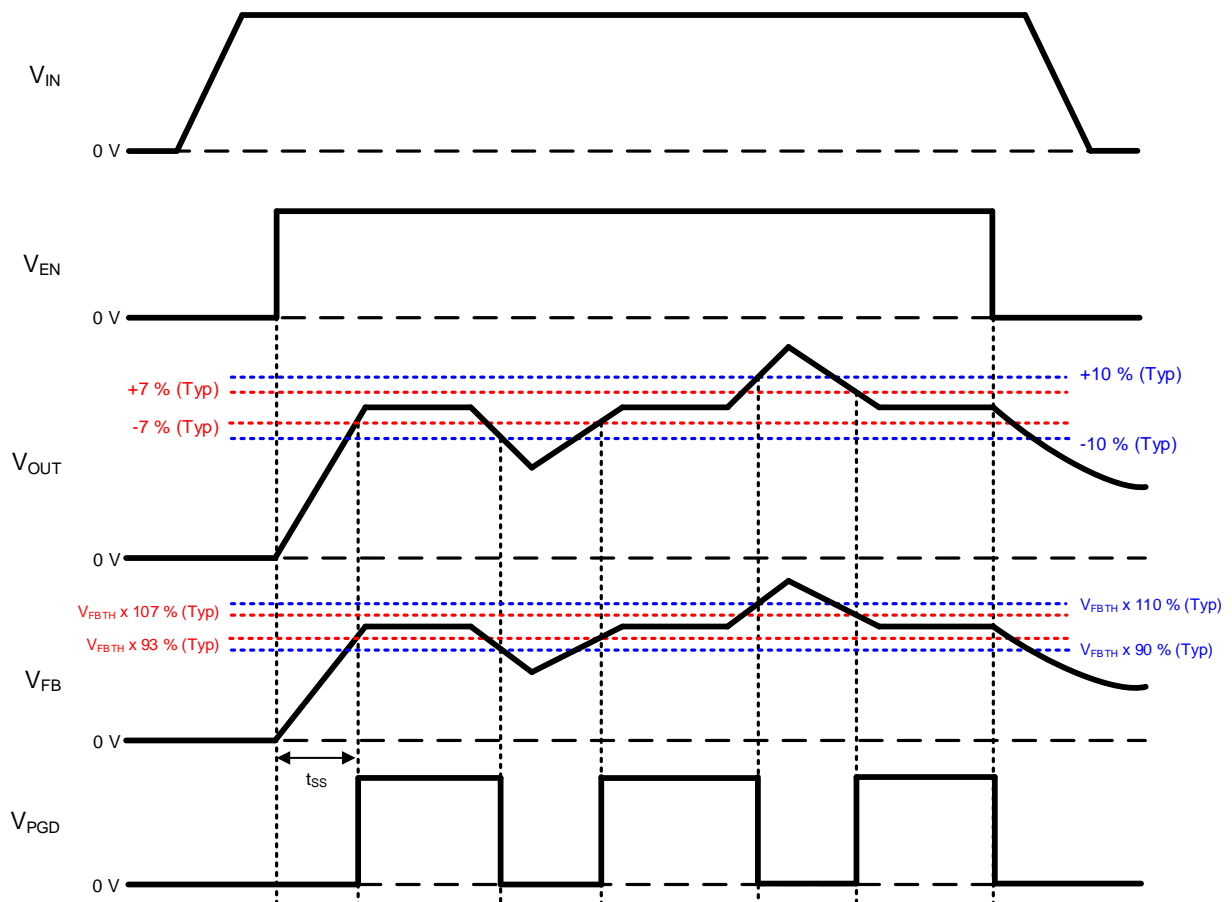 VIN
0 V
VEN
0 V
+7 % (Typ)
+10 % (Typ)
-7 % (Typ)
-10 % (Typ)
VOUT
0 V
VFBTH x 107 % (Typ)
VFBTH x 110 % (Typ)
VFBTH x 93 % (Typ)
VFBTH x 90 % (Typ)
VFB
0 V
tSS
VPGD
0 V